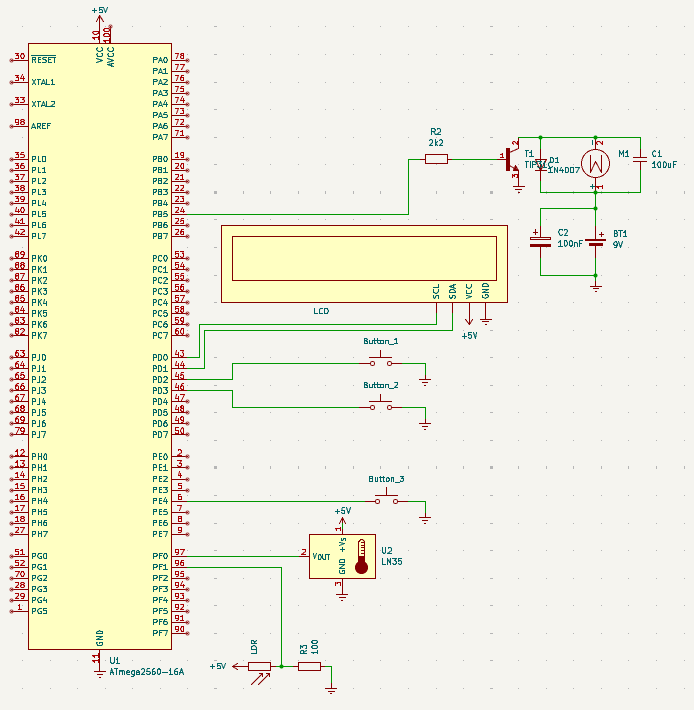 +5V
10 VCC
100 AVCC
30 RESET PA0 78
PA1 77
34 XTAL1 PA2 76
PA3 75
33 XTAL2 PA4 74
PA5 73
98 AREF PA6 72
PA7 71
35 PL0 PB0 19
36 PL1 PB1 20
37 PL2 PB2 21
38 PL3 PB3 22
39 PL4 PB4 23
40 PL5 PB5 24
41 PL6 PB6 25
42 PL7 PB7 26
89 PK0 PC0 53
88 PK1 PC1 54
87 PK2 PC2 55
86 PK3 PC3 56
85 PK4 PC4 57
84 PK5 PC5 58
83 PK6 PC6 59
82 PK7 PC7 60
63 PJ0 PD0 43
64 PJ1 PD1 44
65 PJ2 PD2 45
66 PJ3 PD3 46
67 PJ4 PD4 47
68 PJ5 PD5 48
69 PJ6 PD6 49
79 PJ7 PD7 50
12 PH0 PE0 2
13 PH1 PE1 3
14 PH2 PE2 4
15 PH3 PE3 5
16 PH4 PE4 6
17 PH5 PE5 7
18 PH6 PE6 8
27 PH7 PE7 9
51 PG0 PF0 97
52 PG1 PF1 96
70 PG2 PF2 95
28 PG3 PF3 94
29 PG4 PF4 93
1 PG5 PF5 92
PF6 91
PF7 90
GND
11
U1
ATmega2560-16A
R2
2k2
1
2
3
T1
D1
1N4007
2
M1
1
C1
100uF
C2
100nF
BT1
9V
LCD
SCL
SDA
VCC
GND
+5V
Button_1
Button_2
Button_3
+5V
1
+Vs
2 VOUT
GND
3
U2
LM35
+5V
LDR
R3
100